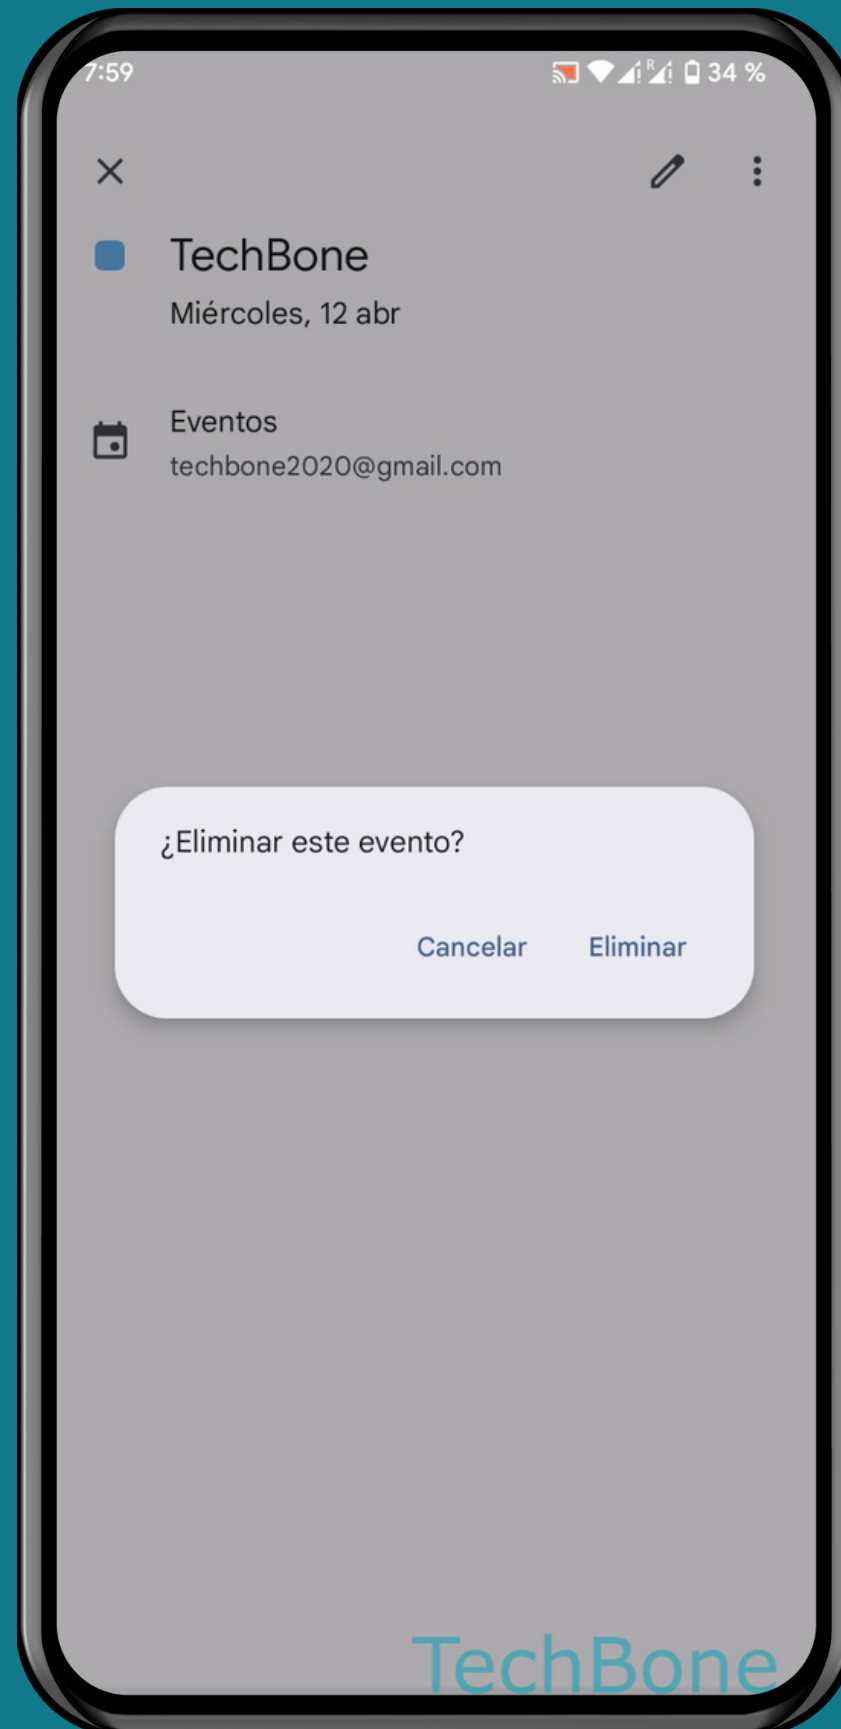 7:59
R
34 %
TechBone
Miércoles, 12 abr
Eventos
techbone2020@gmail.com
¿Eliminar este evento?
Cancelar Eliminar
TechBone